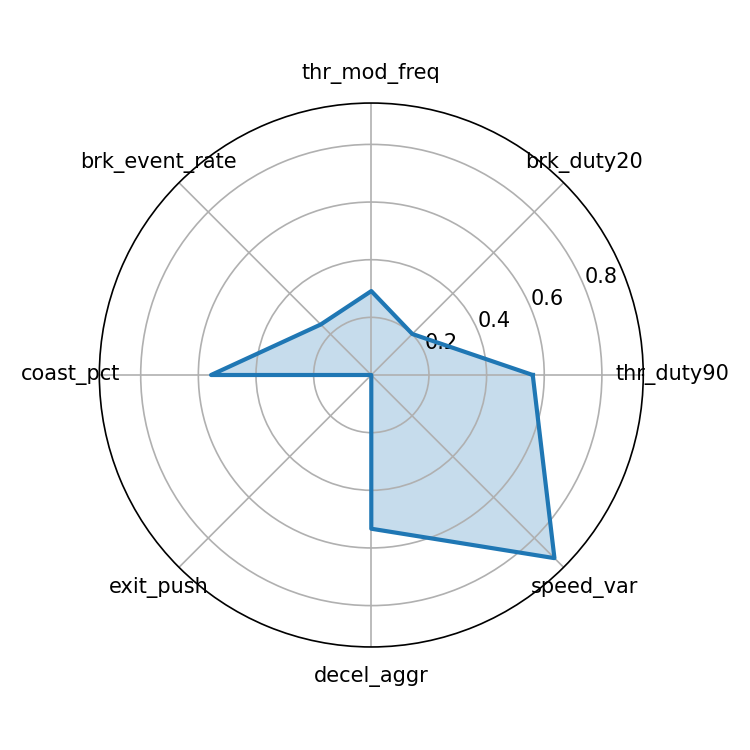 thr_mod_freq
brk_event_rate
brk_duty20
0.8
0.6
0.4
0.2
coast_pct
thr_duty90
exit_push
speed_var
decel_aggr